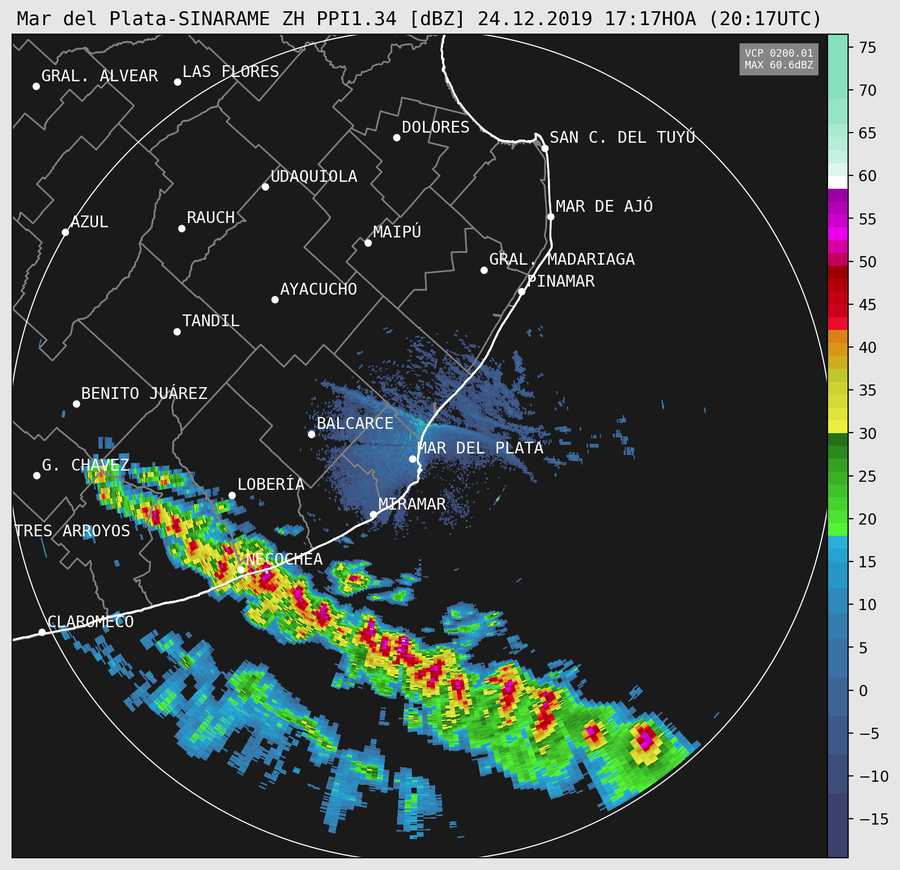 Mar del Plata-SINARAME ZH PPI1.34 [dBZ] 24.12.2019 17:17HOA (20:17UTC)
VCP 0200.01
MAX 60.6dBZ
GRAL. ALVEAR
LAS FLORES
DOLORES
SAN C. DEL TUYÚ
UDAQUIOLA
MAR DE AJÓ
AZUL
RAUCH
MAIPÚ
GRAL. MADARIAGA
PINAMAR
AYACUCHO
TANDIL
BENITO JUÁREZ
BALCARCE
MAR DEL PLATA
G. CHAVEZ
LOBERÍA
MIRAMAR
TRES ARROYOS
NECOCHEA
CLAROMECO
75
70
65
60
55
50
45
40
35
30
25
20
15
10
5
0
−5
−10
−15